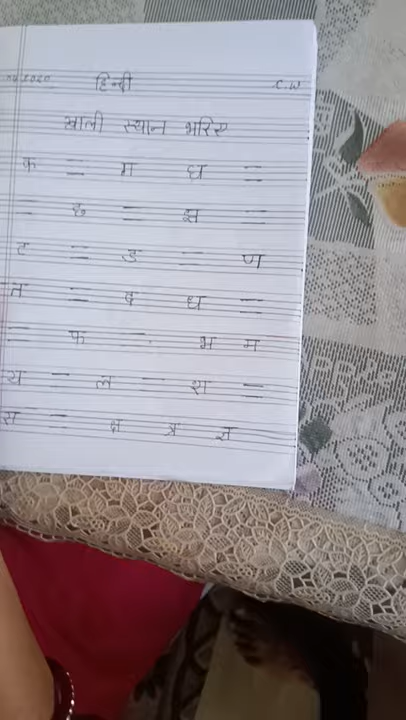 हिन्दी C.W
खाली स्थान भरिए
क _ ग घ _
_ छ _ झ _
ट _ ड _ ण
त _ द ध _
_ फ _ भ म
य _ ल _ श _
स _ क्ष त्र ज्ञ